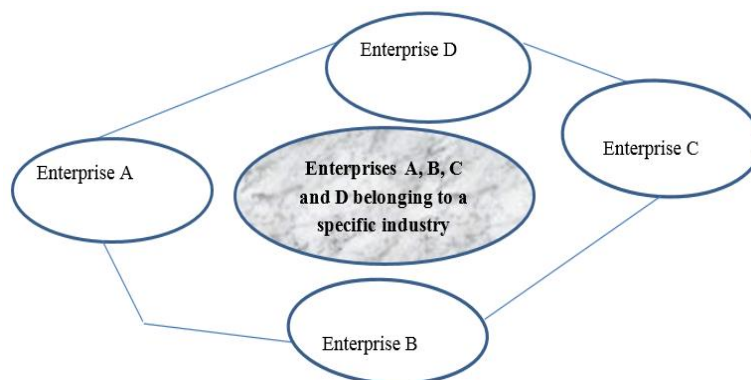 Enterprise D
Enterprise A
Enterprises A, B, C
and D belonging to a
specific industry
Enterprise C
Enterprise B